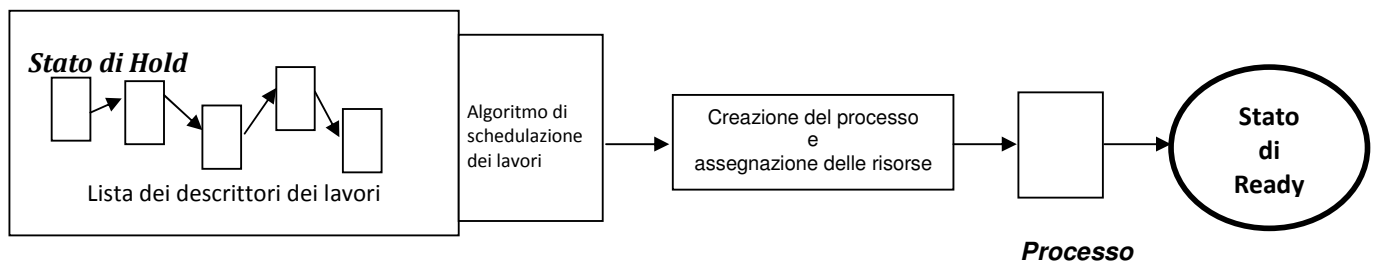 Stato di Hold
Lista dei descrittori dei lavori
Algoritmo di
schedulazione
dei lavori
Creazione del processo
e
assegnazione delle risorse
Processo
Stato
di
Ready